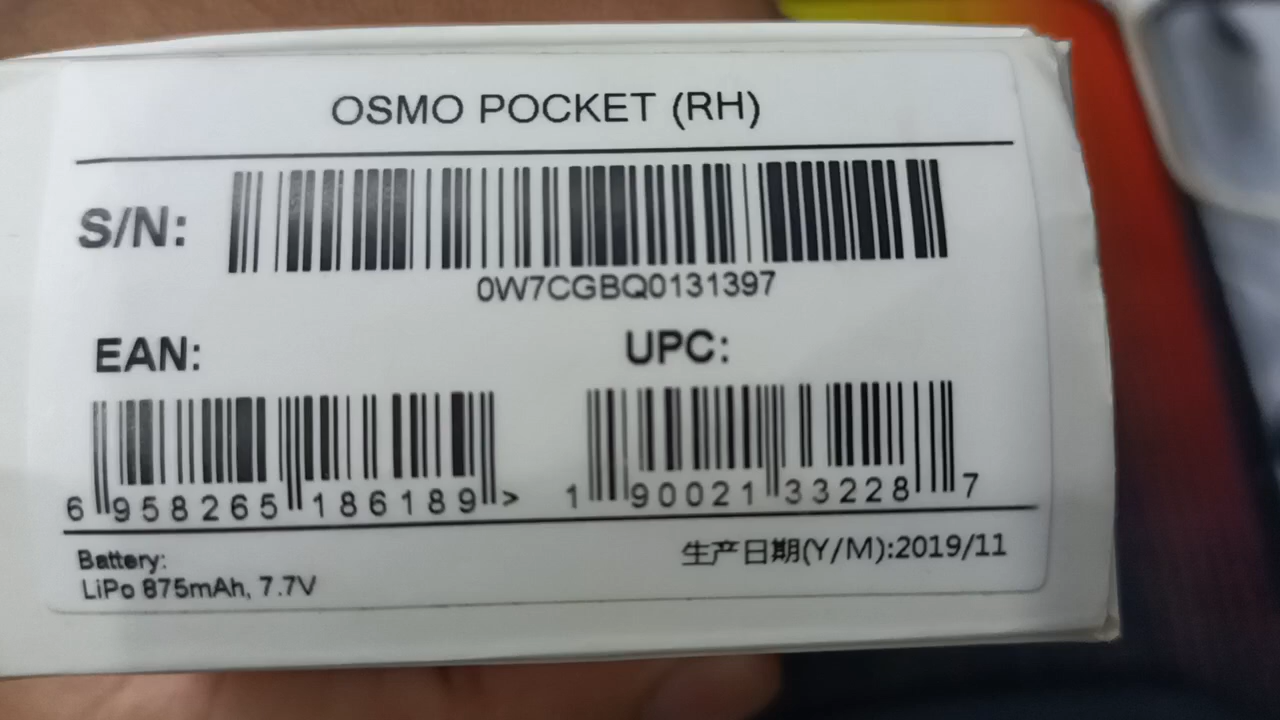 OSMO POCKET (RH)
S/N:
0W7CGBQ0131397
EAN:
UPC:
6 958265 186189 >
1 90021 33228 7
Battery:
LiPo 875mAh, 7.7V
生产日期(Y/M):2019/11